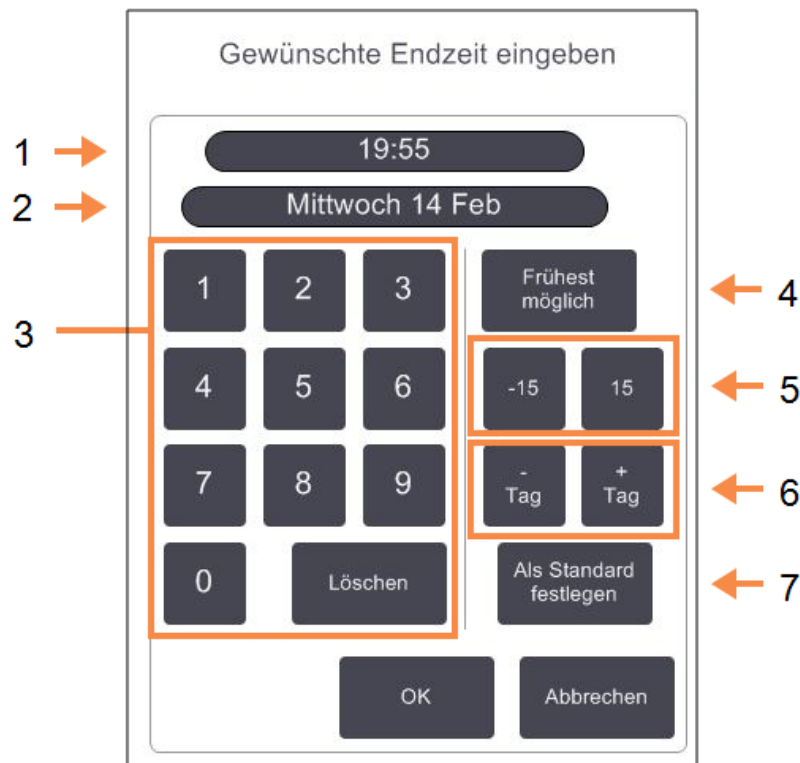 Gewünschte Endzeit eingeben
1
19:55
2
Mittwoch 14 Feb
3
1 2 3
4 5 6
7 8 9
0 Löschen
Frühest
möglich
4
-15 15
5
-
Tag
+
Tag
6
Als Standard
festlegen
7
OK Abbrechen